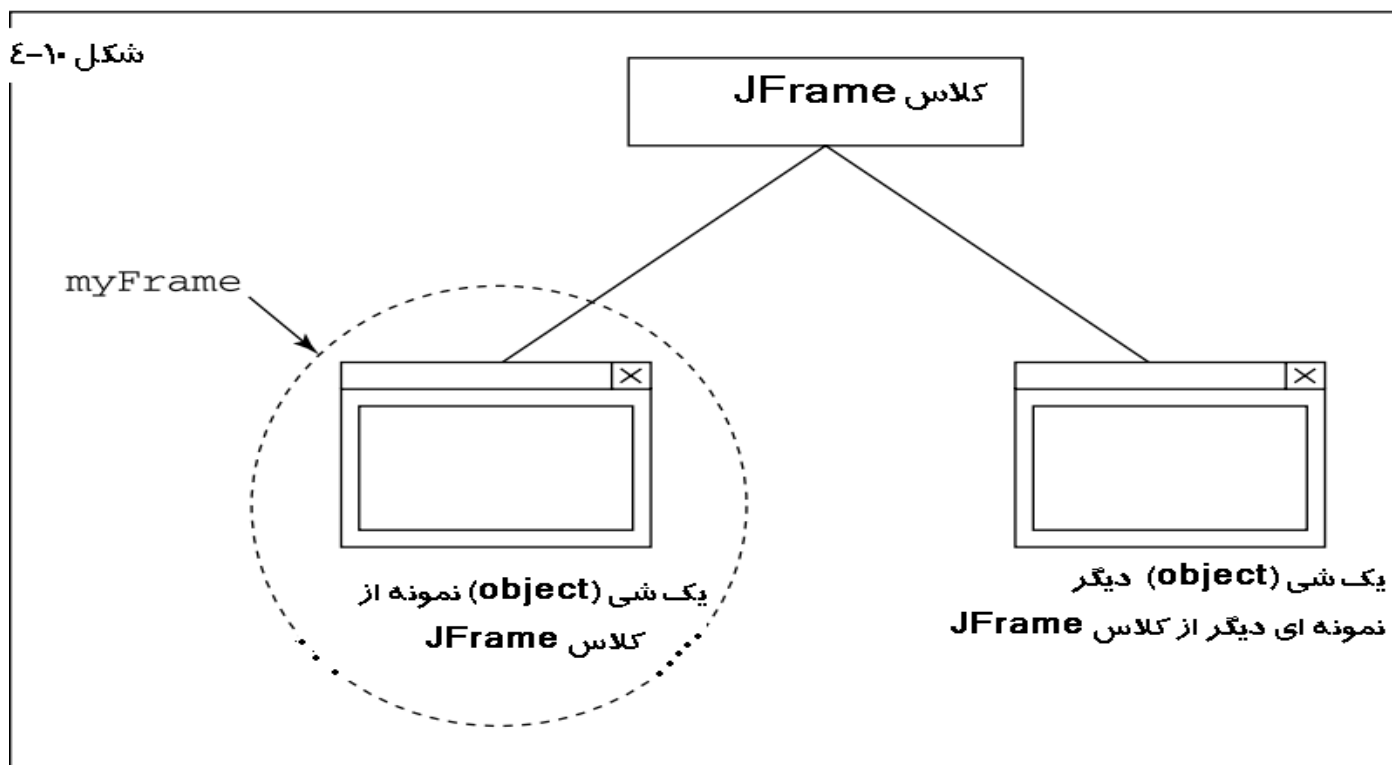 شکل ۱۰-٤
کلاس JFrame
myFrame
یک شی (object) نمونه از
کلاس JFrame
یک شی (object) دیگر
نمونه ای دیگر از کلاس JFrame